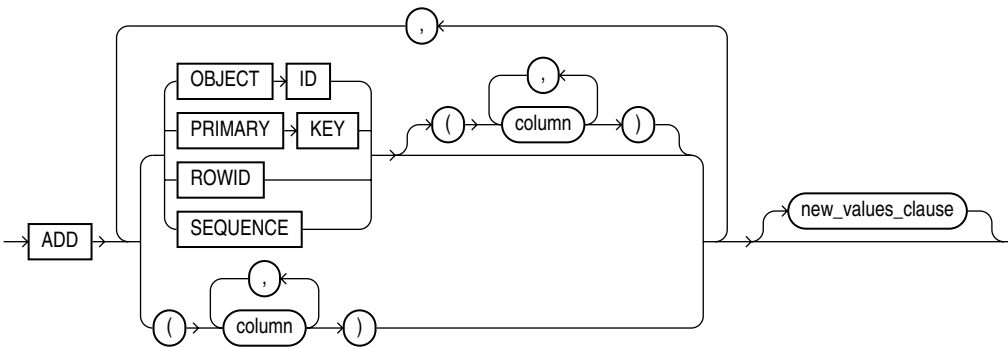 ,
OBJECT ID
,
PRIMARY KEY ( column )
ROWID
new_values_clause
SEQUENCE
ADD
,
( column )